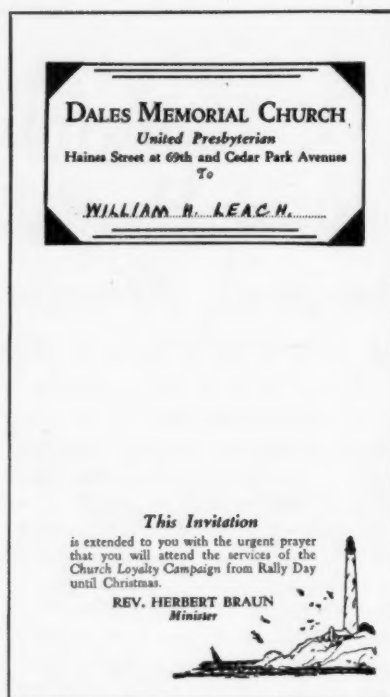 DALES MEMORIAL CHURCH
United Presbyterian
Haines Street at 69th and Cedar Park Avenues
To
WILLIAM H. LEACH.
This Invitation
is extended to you with the urgent prayer
that you will attend the services of the
Church Loyalty Campaign from Rally Day
until Christmas.
REV. HERBERT BRAUN
Minister